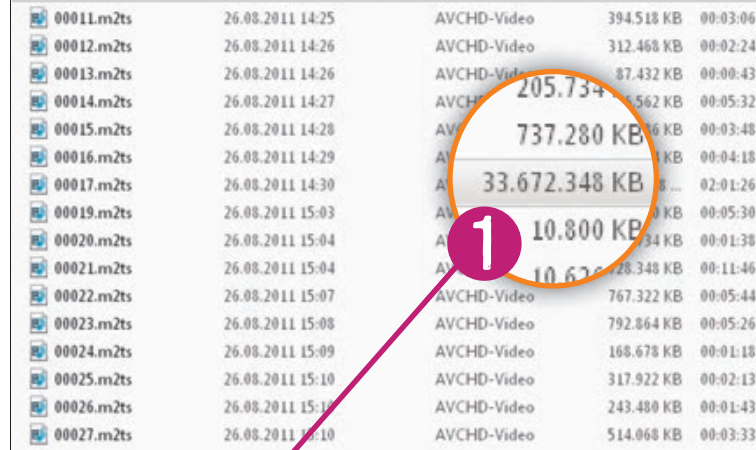 00011.m2ts 26.08.2011 14:25 AVCHD-Video 394.518 KB 00:03:06
00012.m2ts 26.08.2011 14:26 AVCHD-Video 312.468 KB 00:02:24
00013.m2ts 26.08.2011 14:26 AVCHD-Video 87.432 KB 00:00:43
00014.m2ts 26.08.2011 14:27 205.734 KB 00:05:32
00015.m2ts 26.08.2011 14:28 737.280 KB KB 00:03:48
00016.m2ts 26.08.2011 14:29 KB 00:04:18
00017.m2ts 26.08.2011 14:30 33.672.348 KB ... 02:01:26
00019.m2ts 26.08.2011 15:03 KB 00:05:30
00020.m2ts 26.08.2011 15:04 1 10.800 KB KB 00:01:38
00021.m2ts 26.08.2011 15:04 KB 00:11:46
00022.m2ts 26.08.2011 15:07 AVCHD-Video 767.322 KB 00:05:44
00023.m2ts 26.08.2011 15:08 AVCHD-Video 792.864 KB 00:05:26
00024.m2ts 26.08.2011 15:09 AVCHD-Video 168.678 KB 00:01:18
00025.m2ts 26.08.2011 15:10 AVCHD-Video 317.922 KB 00:02:13
00026.m2ts 26.08.2011 AVCHD-Video 243.480 KB 00:01:43
00027.m2ts 26.08.2011 AVCHD-Video 514.068 KB 00:03:33